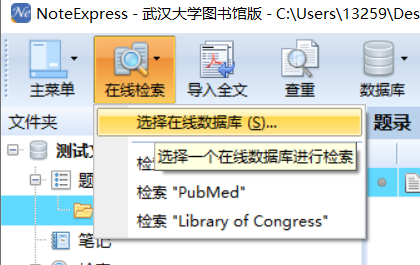 NoteExpress - 武汉大学图书馆版 - C:\Users\13259\Des
主菜单 在线检索 导入全文 查重 数据库
文件夹
选择在线数据库 (S)...
题录
测试
选择一个在线数据库进行检索
检
题
检索 "PubMed"
检索 "Library of Congress"
笔记